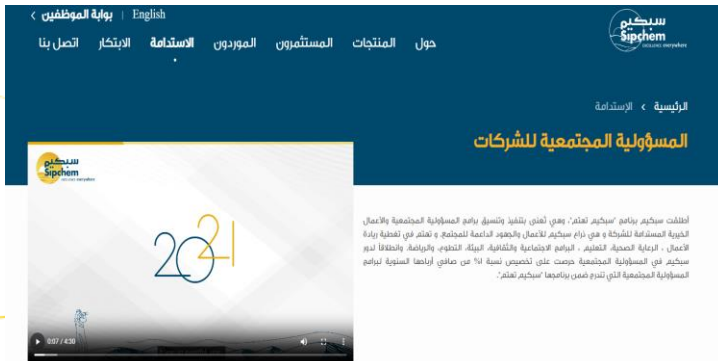 English | بوابة الموظفين >
سبكيم
Sipchem
حول المنتجات المستثمرون الموردون الاستدامة الابتكار اتصل بنا
الرئيسية > الإستدامة
المسؤولية المجتمعية للشركات
سبكيم
Sipchem
2021
أطلقت سبكيم برنامج "سبكيم تهتم"، وهي تُعنى بتنفيذ وتنسيق برامج المسؤولية المجتمعية والأعمال
الخيرية المستدامة للشركة و هي ذراع سبكيم للأعمال والجهود الداعمة للمجتمع. و تهتم في تغطية ريادة
الأعمال ، الرعاية الصحية، التعليم ، البرامج الاجتماعية والثقافية، البيئة، التطوع، والرياضة. وانطلاقاً لدور
سبكيم في المسؤولية المجتمعية حرصت على تخصيص نسبة 1% من صافي أرباحها السنوية لبرامج
المسؤولية المجتمعية التي تندرج ضمن برنامجها "سبكيم تهتم".
0:07 / 4:30